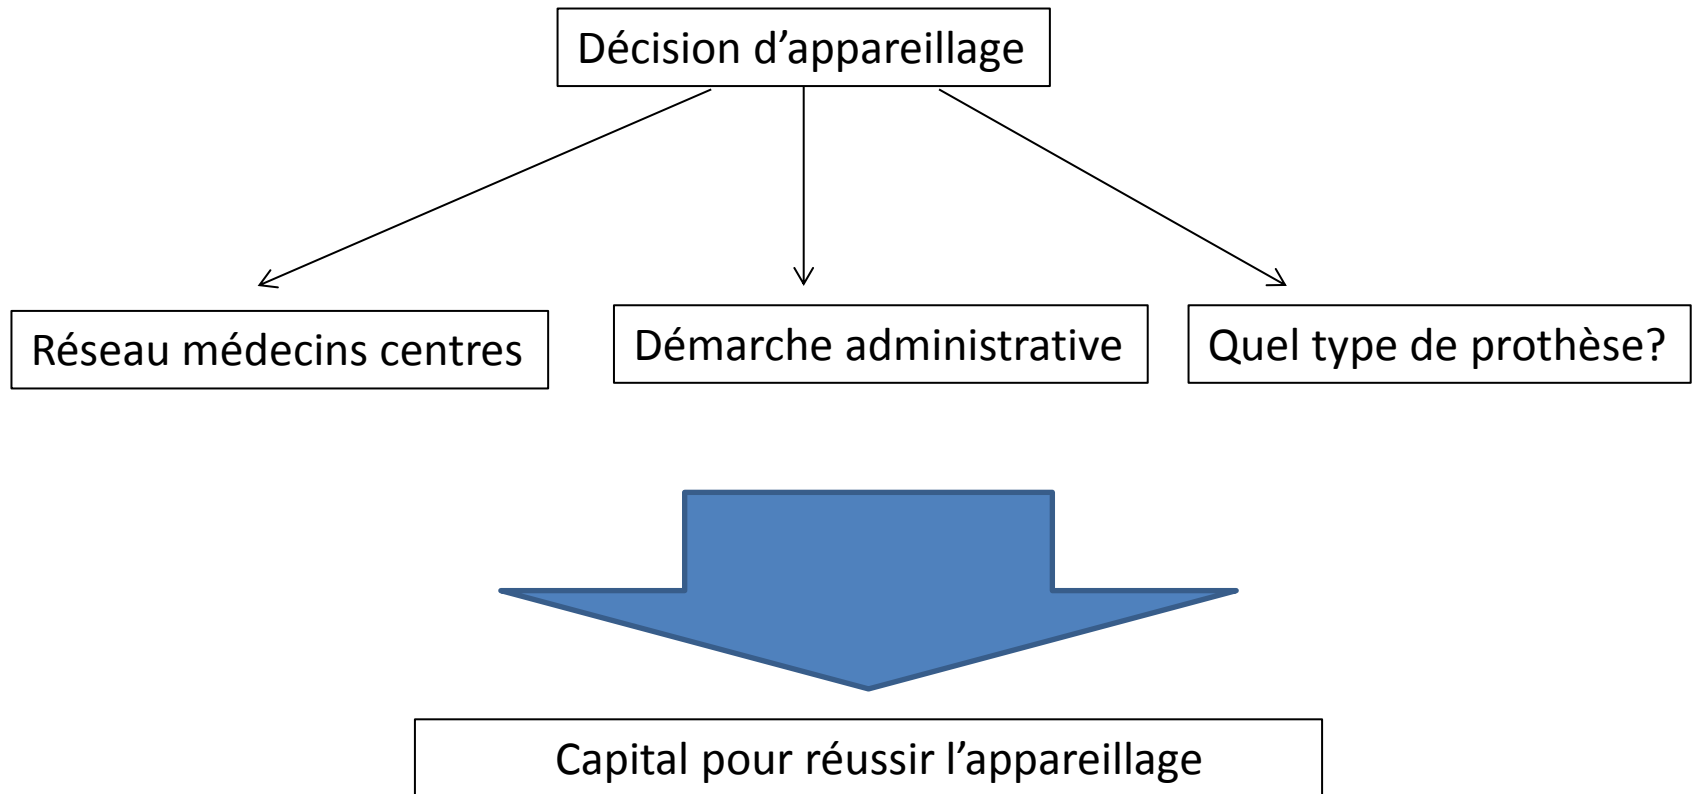 Décision d’appareillage
Réseau médecins centres
Démarche administrative
Quel type de prothèse?
Capital pour réussir l’appareillage